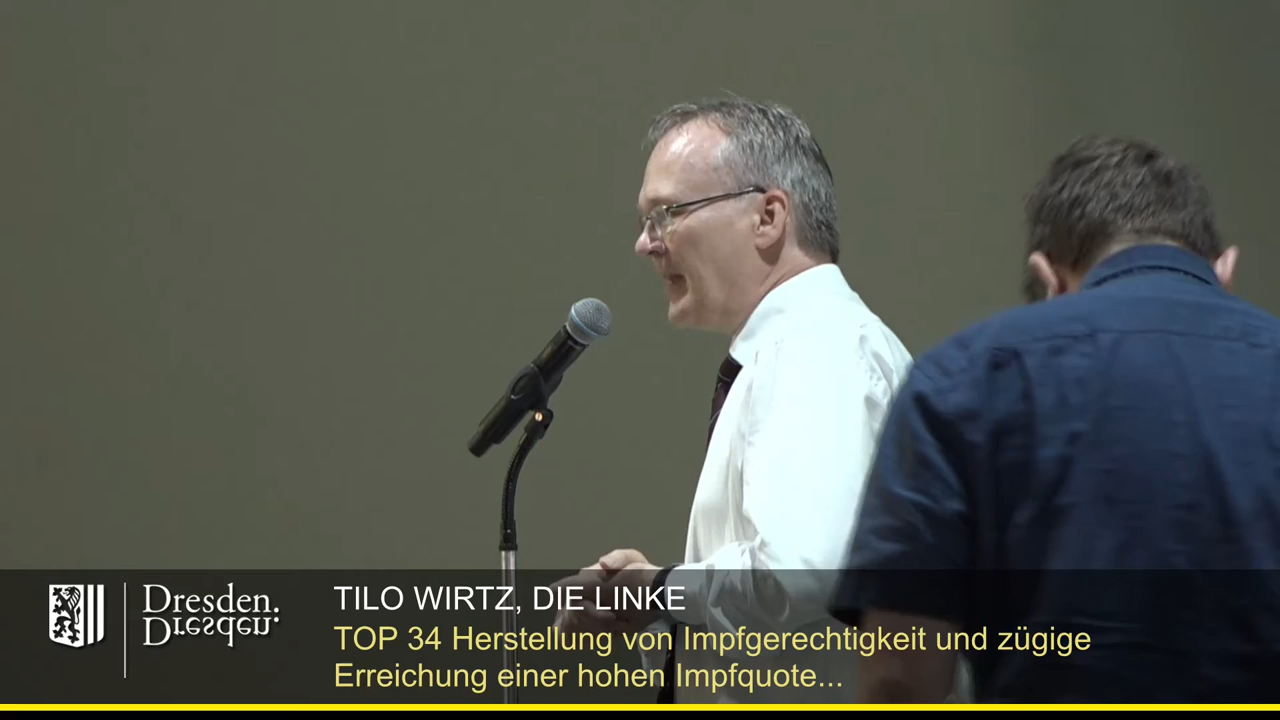 Dresden.
Dresden.
TILO WIRTZ, DIE LINKE
TOP 34 Herstellung von Impfgerechtigkeit und zügige
Erreichung einer hohen Impfquote...